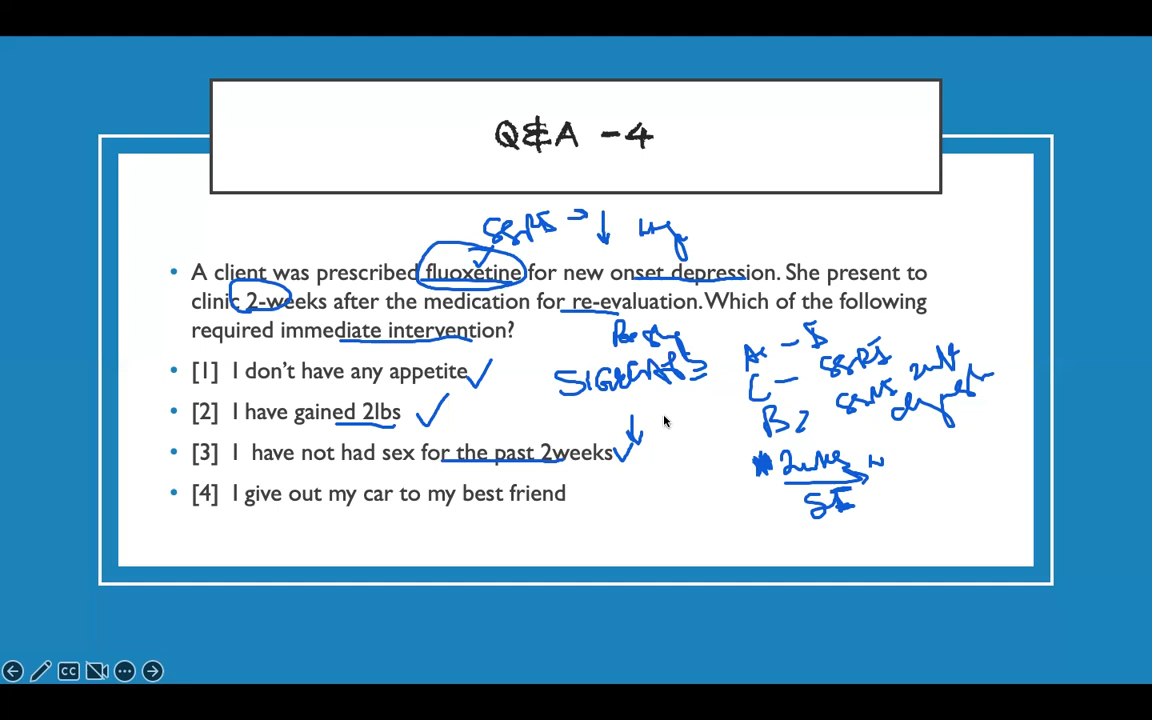 Q&A - 4
SSRIS → ↓
• A client was prescribed fluoxetine for new onset depression. She present to
clinic 2-weeks after the medication for re-evaluation. Which of the following
required immediate intervention?
• [1] I don't have any appetite
• [2] I have gained 2lbs
• [3] I have not had sex for the past 2weeks
• [4] I give out my car to my best friend
SSRIS
BZ
SI
CC